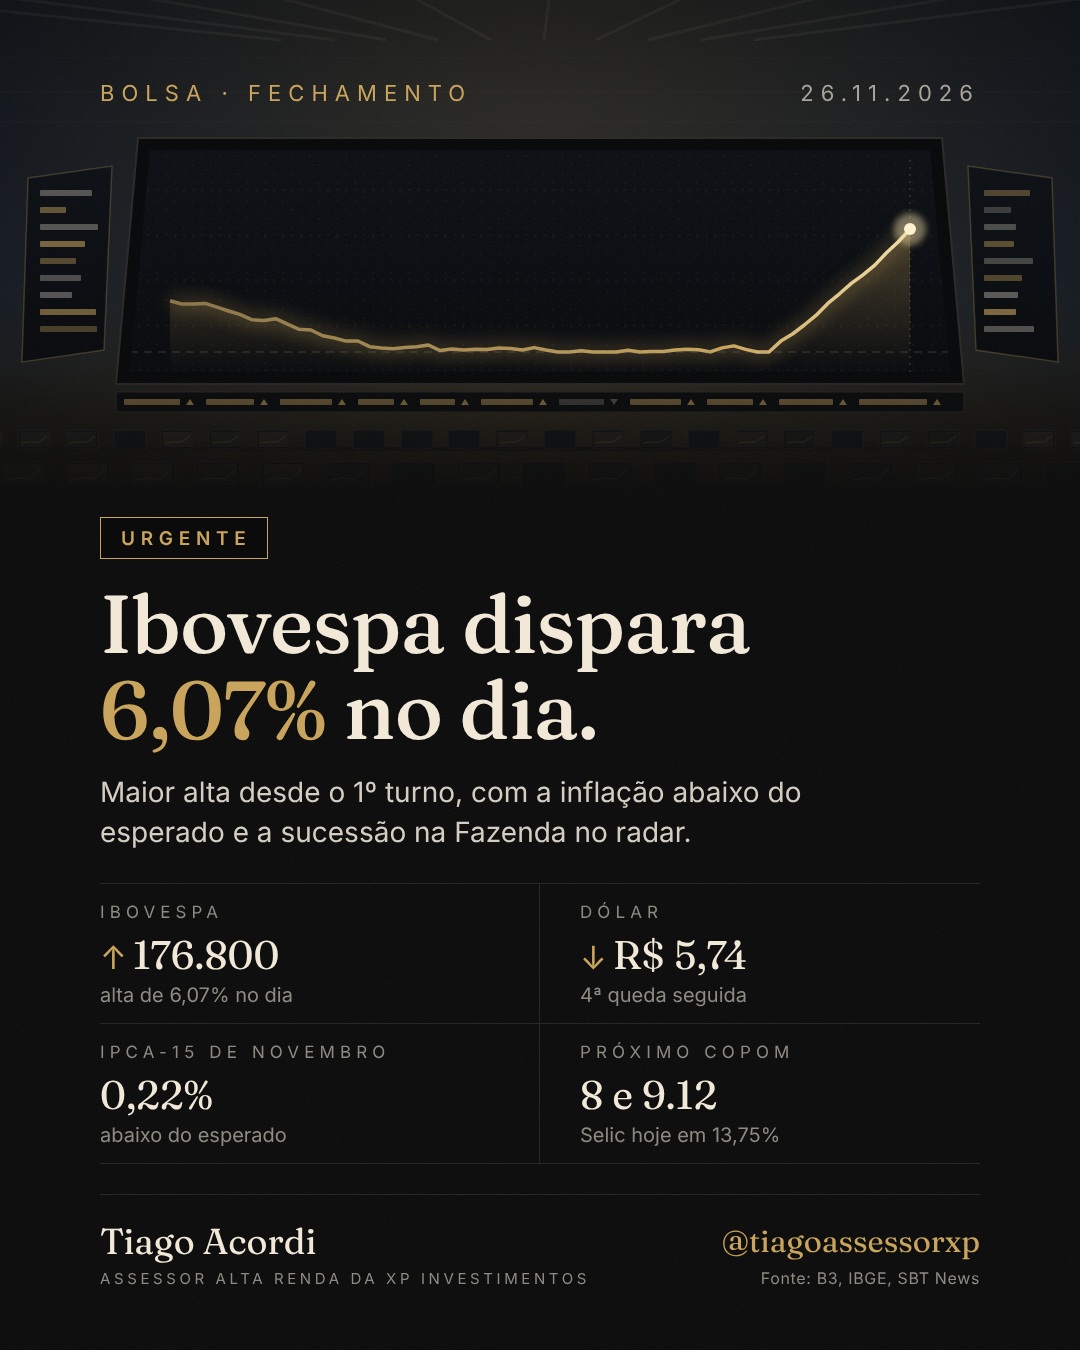 BOLSA · FECHAMENTO
26.11.2026
URGENTE
Ibovespa dispara
6,07% no dia.
Maior alta desde o 1º turno, com a inflação abaixo do
esperado e a sucessão na Fazenda no radar.
IBOVESPA
↑ 176.800
alta de 6,07% no dia
DÓLAR
↓ R$ 5,74
4ª queda seguida
IPCA-15 DE NOVEMBRO
0,22%
abaixo do esperado
PRÓXIMO COPOM
8 e 9.12
Selic hoje em 13,75%
Tiago Acordi
ASSESSOR ALTA RENDA DA XP INVESTIMENTOS
@tiagoassessorxp
Fonte: B3, IBGE, SBT News